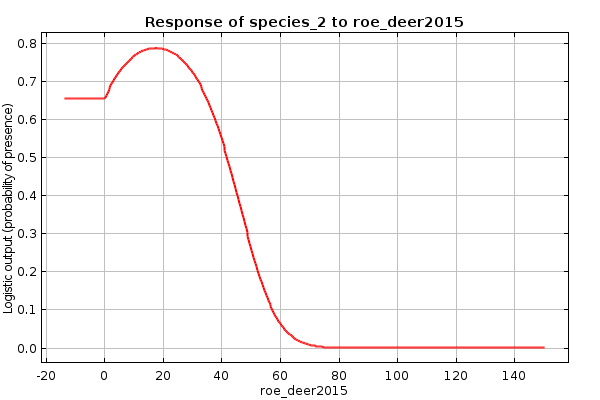 Response of species_2 to roe_deer2015
Logistic output (probability of presence)
0.8
0.7
0.6
0.5
0.4
0.3
0.2
0.1
0.0
-20 0 20 40 60 80 100 120 140
roe_deer2015